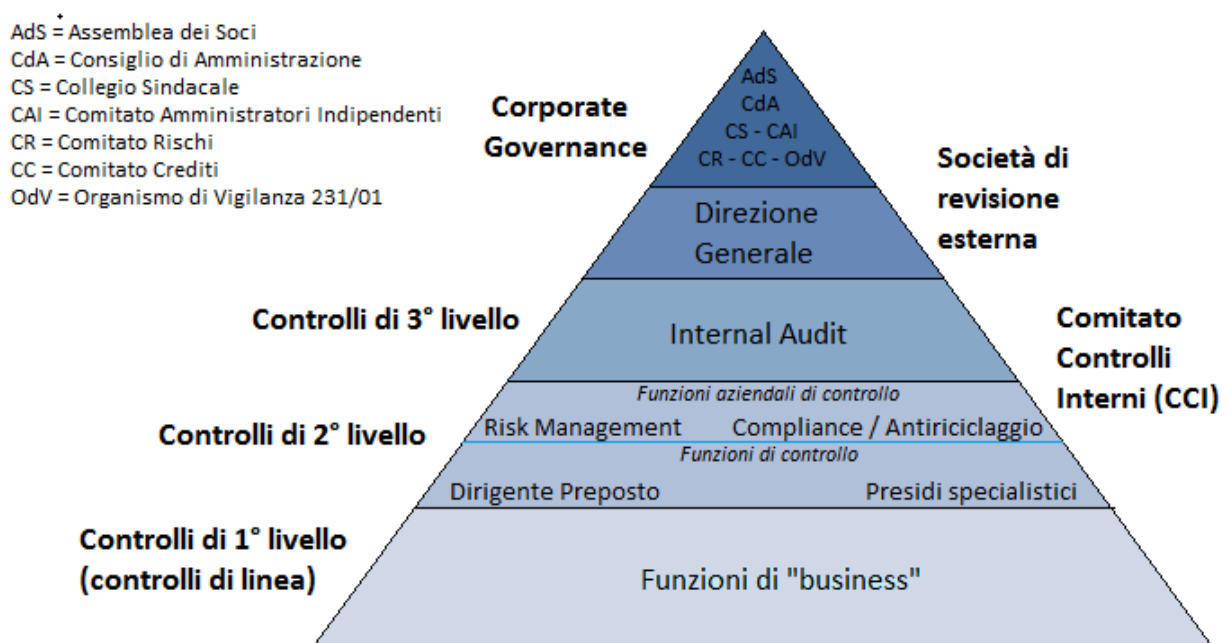 AdS = Assemblea dei Soci
CdA = Consiglio di Amministrazione
CS = Collegio Sindacale
CAI = Comitato Amministratori Indipendenti
CR = Comitato Rischi
CC = Comitato Crediti
OdV = Organismo di Vigilanza 231/01
Corporate
Governance
AdS
CdA
CS - CAI
CR - CC - OdV
Società di
revisione
esterna
Direzione
Generale
Controlli di 3° livello
Internal Audit
Comitato
Controlli
Interni (CCI)
Funzioni aziendali di controllo
Controlli di 2° livello
Risk Management Compliance / Antiriciclaggio
Funzioni di controllo
Dirigente Preposto Presidi specialistici
Controlli di 1° livello
(controlli di linea)
Funzioni di "business"